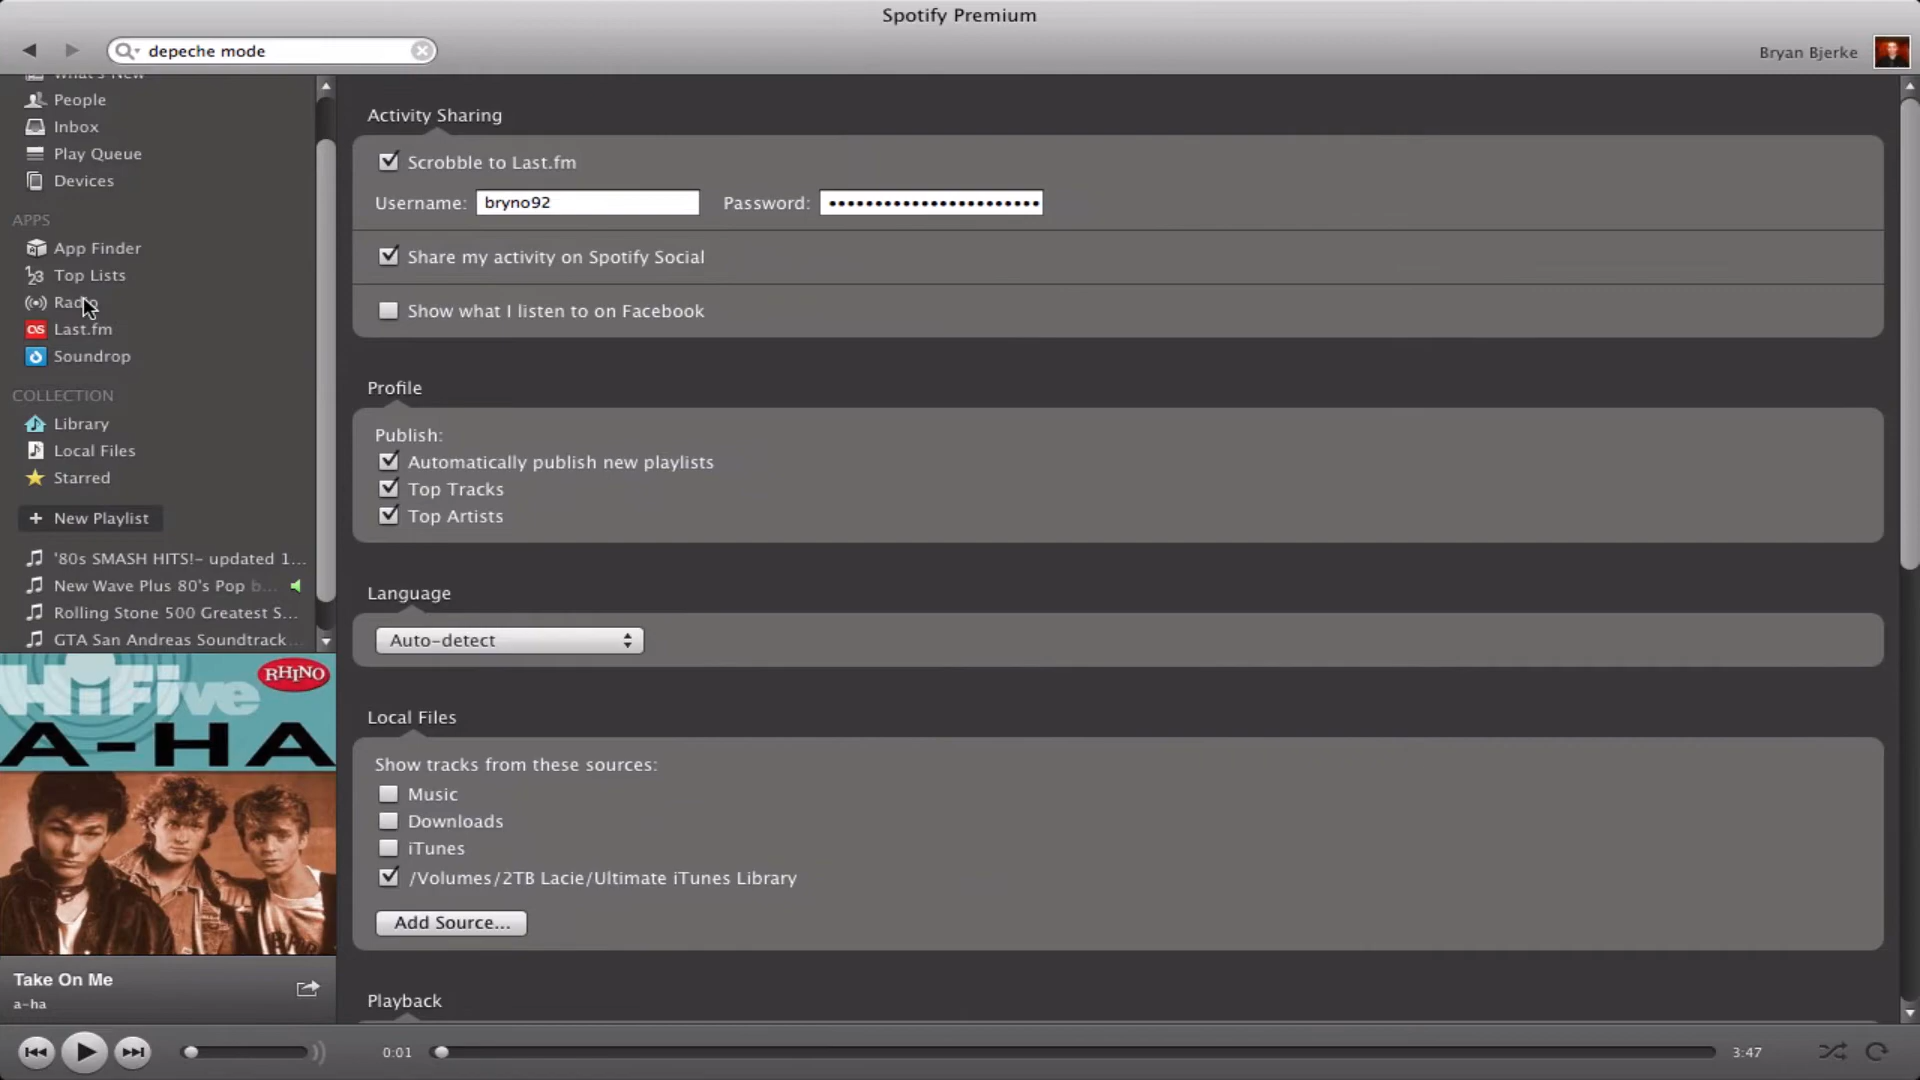 Spotify Premium
depeche mode
Bryan Bjerke
What's New
People
Inbox
Play Queue
Devices
APPS
App Finder
Top Lists
Radio
Last.fm
Soundrop
COLLECTION
Library
Local Files
Starred
+ New Playlist
'80s SMASH HITS!- updated 1...
New Wave Plus 80's Pop b...
Rolling Stone 500 Greatest S...
GTA San Andreas Soundtrack
HiFive
RHINO
A-HA
Take On Me
a-ha
Activity Sharing
Scrobble to Last.fm
Username: bryno92 Password: ••••••••••••••••••••••••
Share my activity on Spotify Social
Show what I listen to on Facebook
Profile
Publish:
Automatically publish new playlists
Top Tracks
Top Artists
Language
Auto-detect
Local Files
Show tracks from these sources:
Music
Downloads
iTunes
/Volumes/2TB Lacie/Ultimate iTunes Library
Add Source...
Playback
0:01
3:47